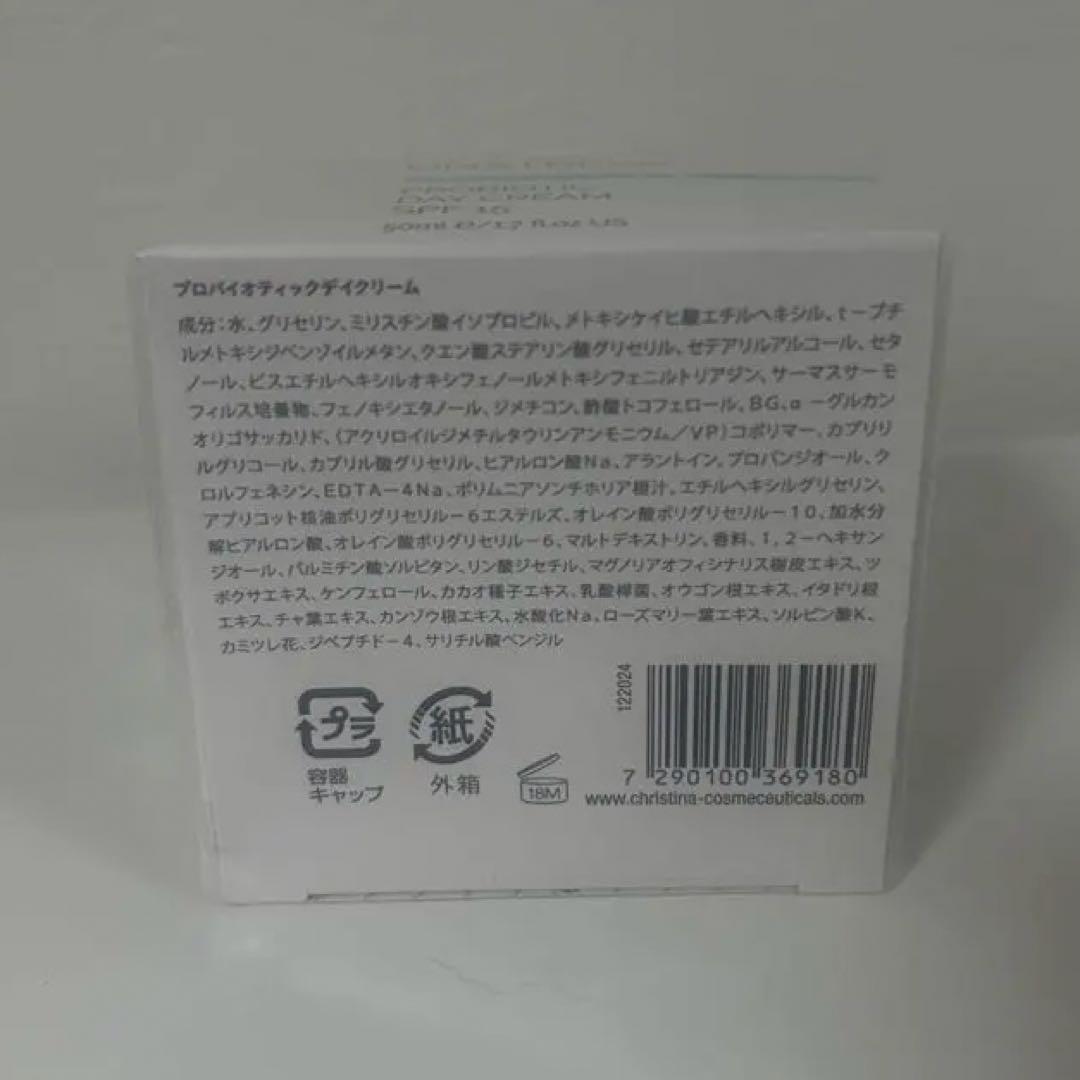 PROBIOTIC
DAY CREAM
SPF 15
50ml e/1.7 fl.oz US
プロバイオティックデイクリーム
成分：水、グリセリン、ミリスチン酸イソプロピル、メトキシケイヒ酸エチルヘキシル、t－ブチ
ルメトキシジベンゾイルメタン、クエン酸ステアリン酸グリセリル、セテアリルアルコール、セタ
ノール、ビスエチルヘキシルオキシフェノールメトキシフェニルトリアジン、サーマスサーモ
フィルス培養物、フェノキシエタノール、ジメチコン、酢酸トコフェロール、BG、α－グルカン
オリゴサッカリド、（アクリロイルジメチルタウリンアンモニウム／VP）コポリマー、カプリリ
ルグリコール、カプリル酸グリセリル、ヒアルロン酸Na、アラントイン、プロパンジオール、ク
ロルフェネシン、EDTA－4Na、ポリムニアソンチホリア根汁、エチルヘキシルグリセリン、
アプリコット核油ポリグリセリル－6エステルズ、オレイン酸ポリグリセリル－10、加水分
解ヒアルロン酸、オレイン酸ポリグリセリル－6、マルトデキストリン、香料、1，2－ヘキサン
ジオール、パルミチン酸ソルビタン、リン酸ジセチル、マグノリアオフィシナリス樹皮エキス、ツ
ボクサエキス、ケンフェロール、カカオ種子エキス、乳酸桿菌、オウゴン根エキス、イタドリ根
エキス、チャ葉エキス、カンゾウ根エキス、水酸化Na、ローズマリー葉エキス、ソルビン酸K、
カミツレ花、ジペプチド－4、サリチル酸ベンジル
プラ
容器
キャップ
紙
外箱
18M
122024
7 290100 369180
www.christina-cosmeceuticals.com